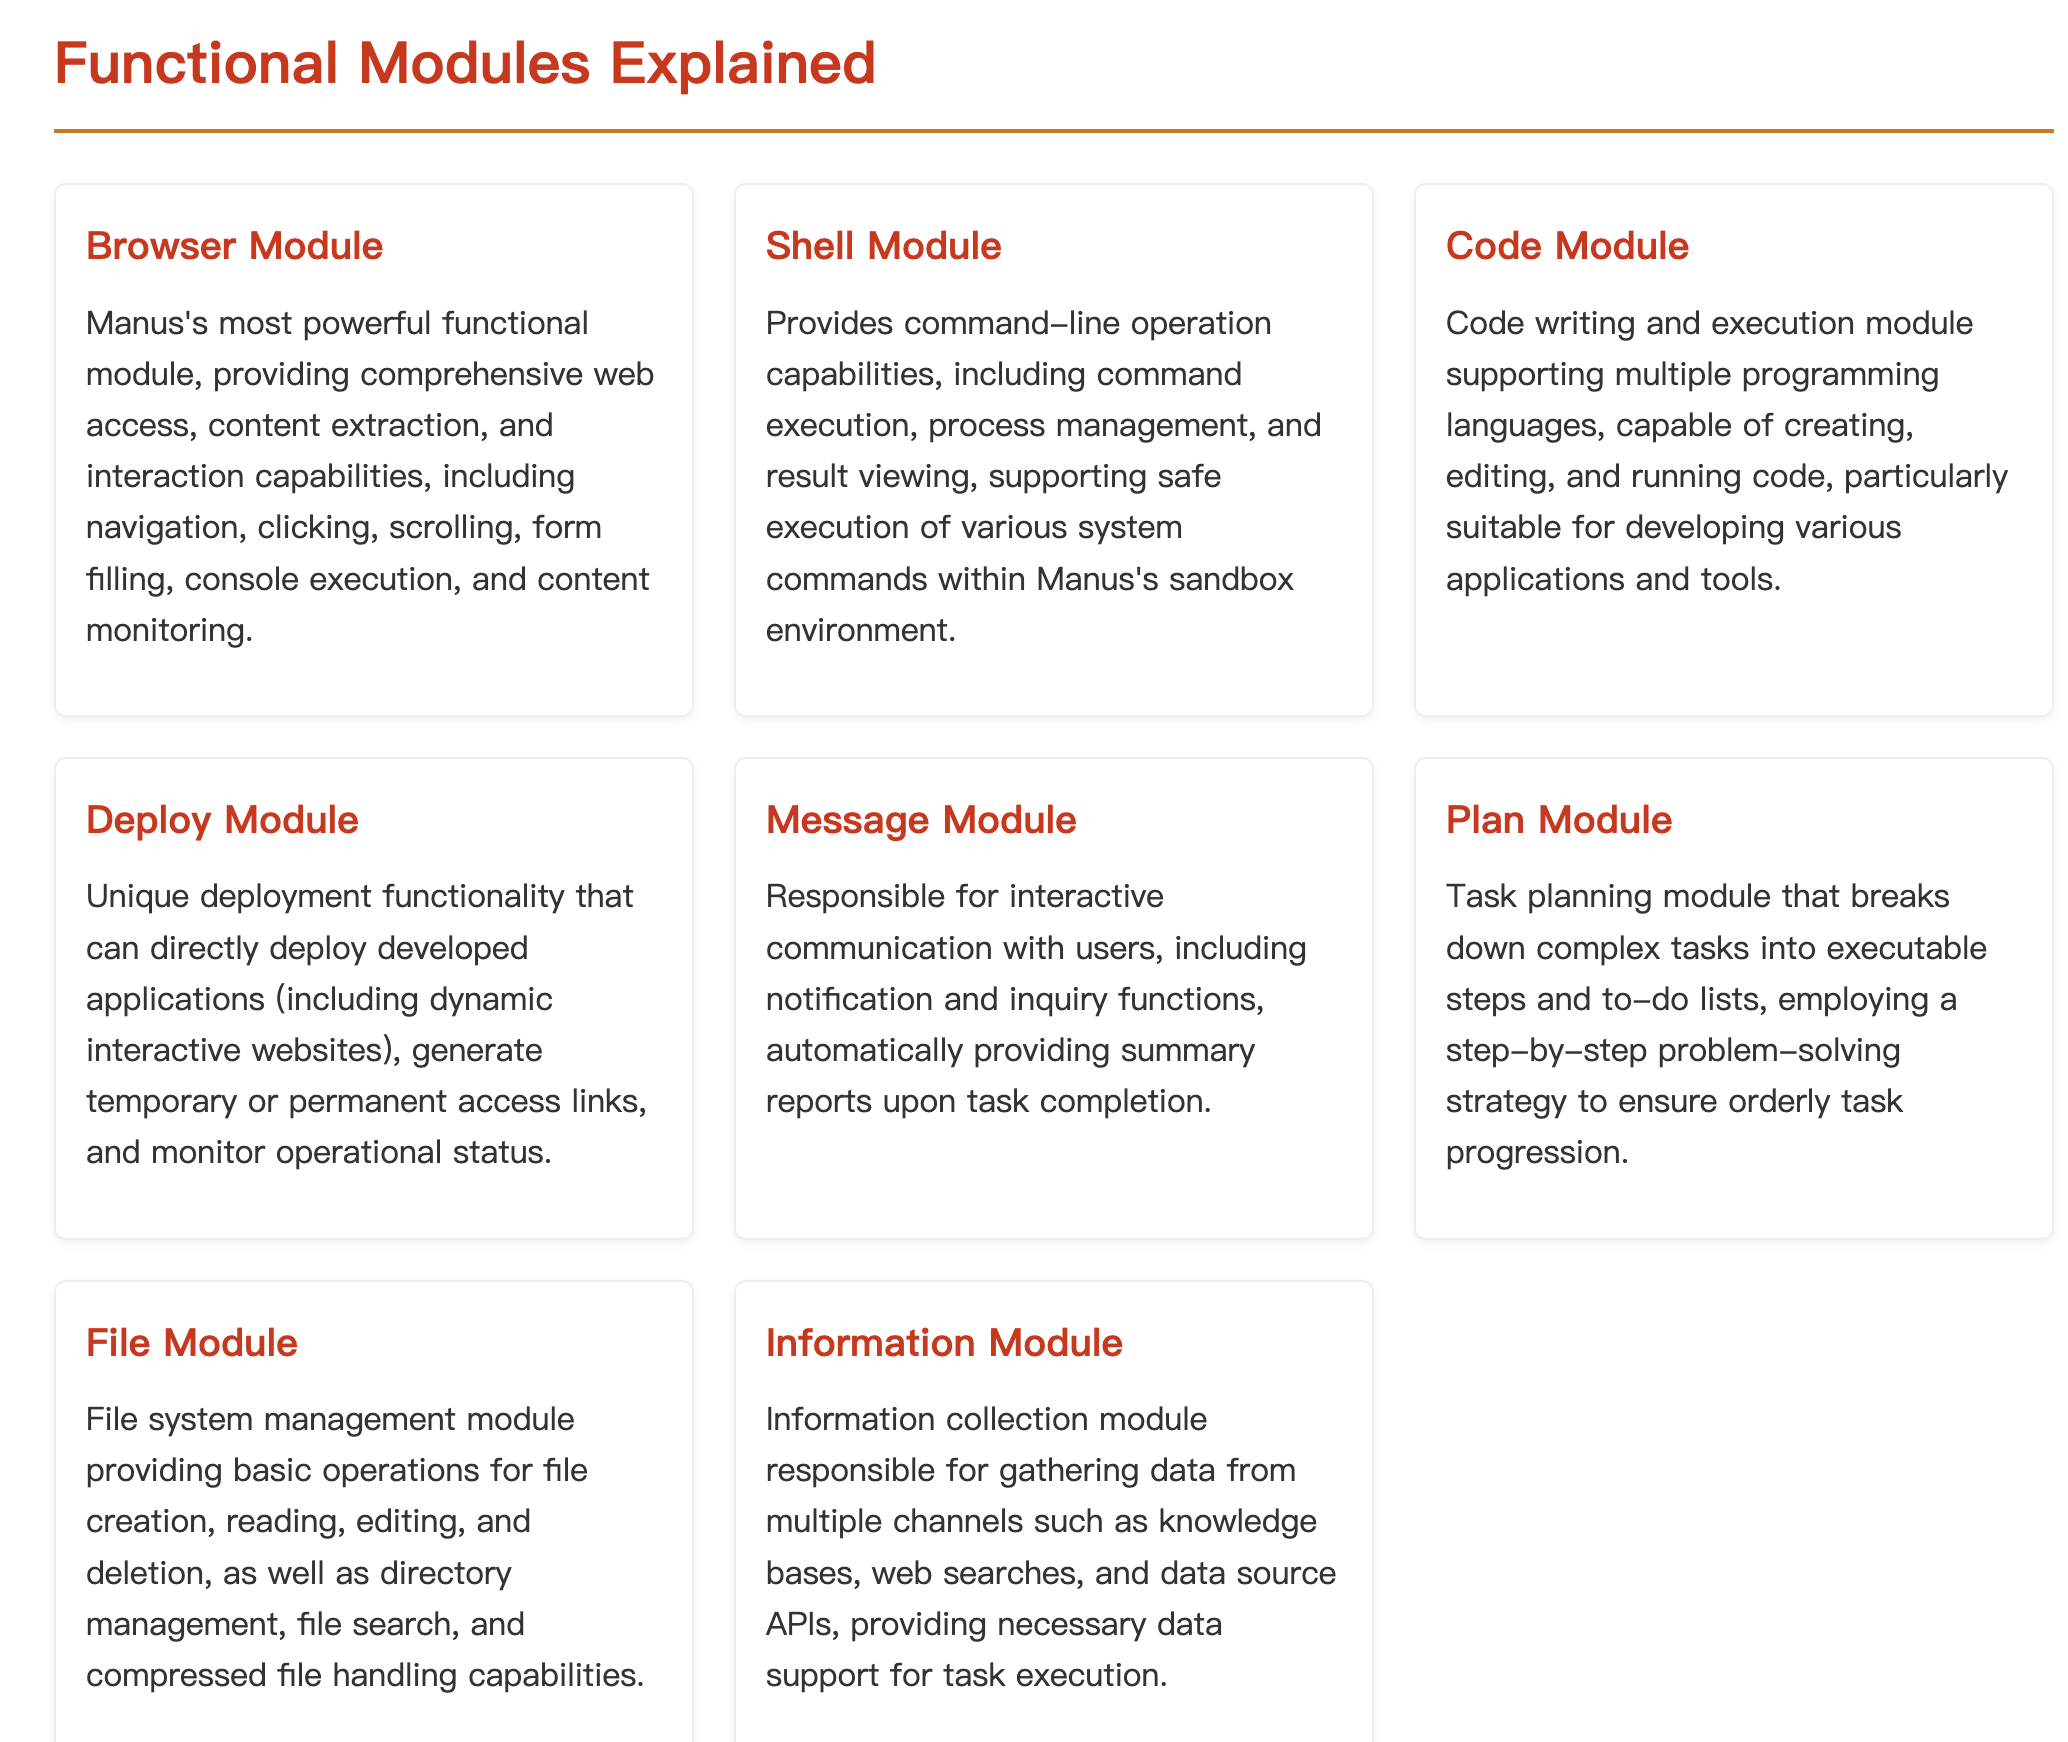 Functional Modules Explained
Browser Module
Manus's most powerful functional
module, providing comprehensive web
access, content extraction, and
interaction capabilities, including
navigation, clicking, scrolling, form
filling, console execution, and content
monitoring.
Shell Module
Provides command-line operation
capabilities, including command
execution, process management, and
result viewing, supporting safe
execution of various system
commands within Manus's sandbox
environment.
Code Module
Code writing and execution module
supporting multiple programming
languages, capable of creating,
editing, and running code, particularly
suitable for developing various
applications and tools.
Deploy Module
Unique deployment functionality that
can directly deploy developed
applications (including dynamic
interactive websites), generate
temporary or permanent access links,
and monitor operational status.
Message Module
Responsible for interactive
communication with users, including
notification and inquiry functions,
automatically providing summary
reports upon task completion.
Plan Module
Task planning module that breaks
down complex tasks into executable
steps and to-do lists, employing a
step-by-step problem-solving
strategy to ensure orderly task
progression.
File Module
File system management module
providing basic operations for file
creation, reading, editing, and
deletion, as well as directory
management, file search, and
compressed file handling capabilities.
Information Module
Information collection module
responsible for gathering data from
multiple channels such as knowledge
bases, web searches, and data source
APIs, providing necessary data
support for task execution.